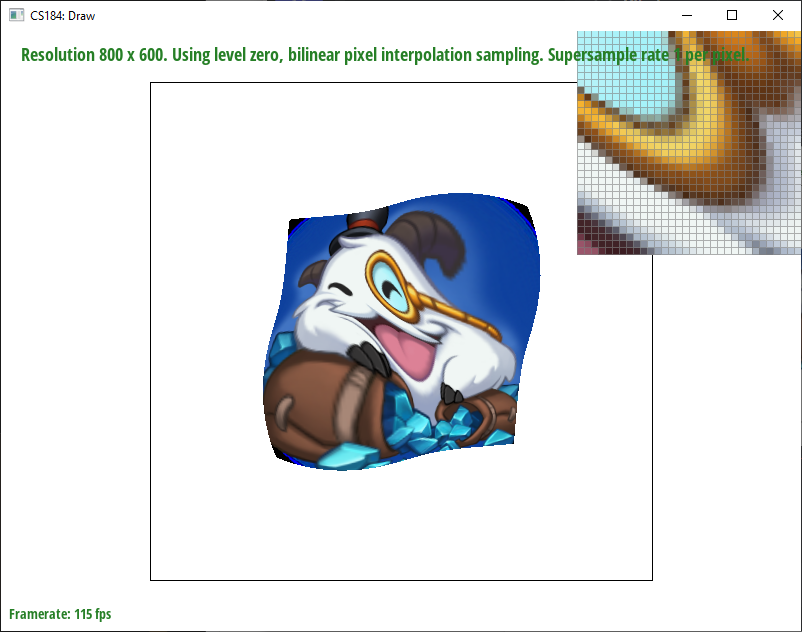 CS184: Draw
Resolution 800 x 600. Using level zero, bilinear pixel interpolation sampling. Supersample rate 1 per pixel.
Framerate: 115 fps